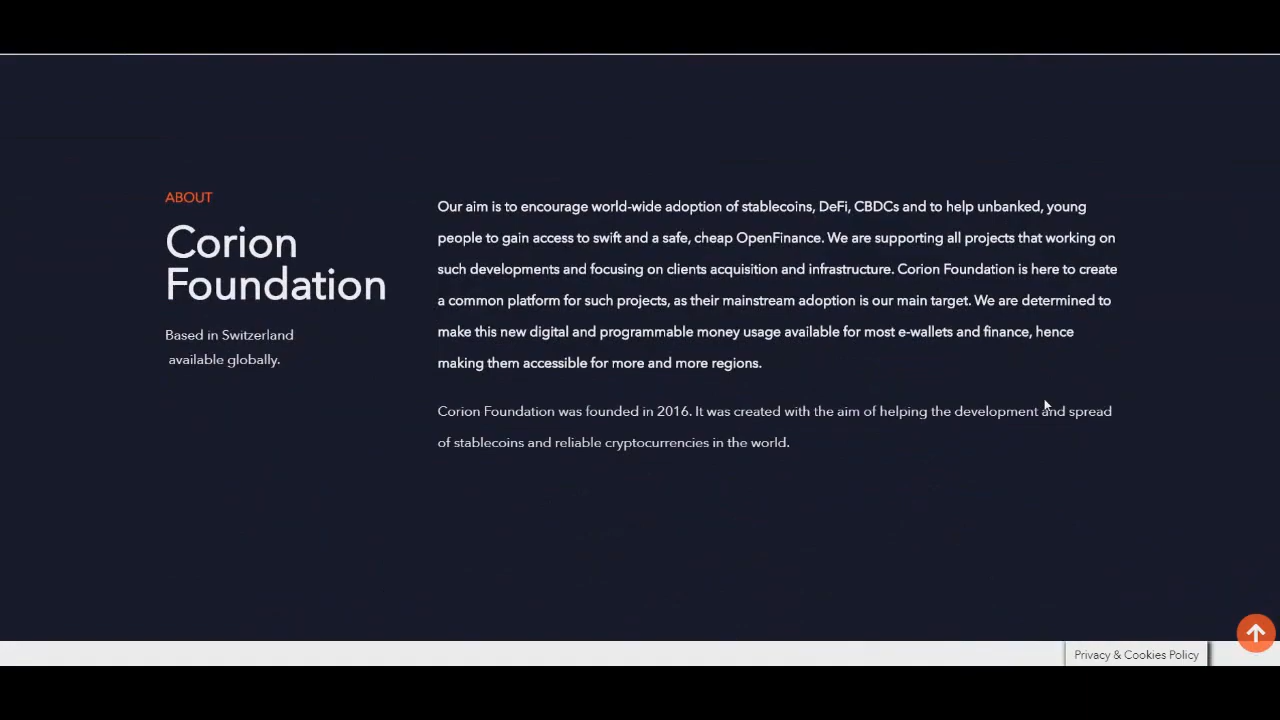 ABOUT
Corion
Foundation
Based in Switzerland
available globally.
Our aim is to encourage world-wide adoption of stablecoins, DeFi, CBDCs and to help unbanked, young
people to gain access to swift and a safe, cheap OpenFinance. We are supporting all projects that working on
such developments and focusing on clients acquisition and infrastructure. Corion Foundation is here to create
a common platform for such projects, as their mainstream adoption is our main target. We are determined to
make this new digital and programmable money usage available for most e-wallets and finance, hence
making them accessible for more and more regions.
Corion Foundation was founded in 2016. It was created with the aim of helping the development and spread
of stablecoins and reliable cryptocurrencies in the world.
Privacy & Cookies Policy